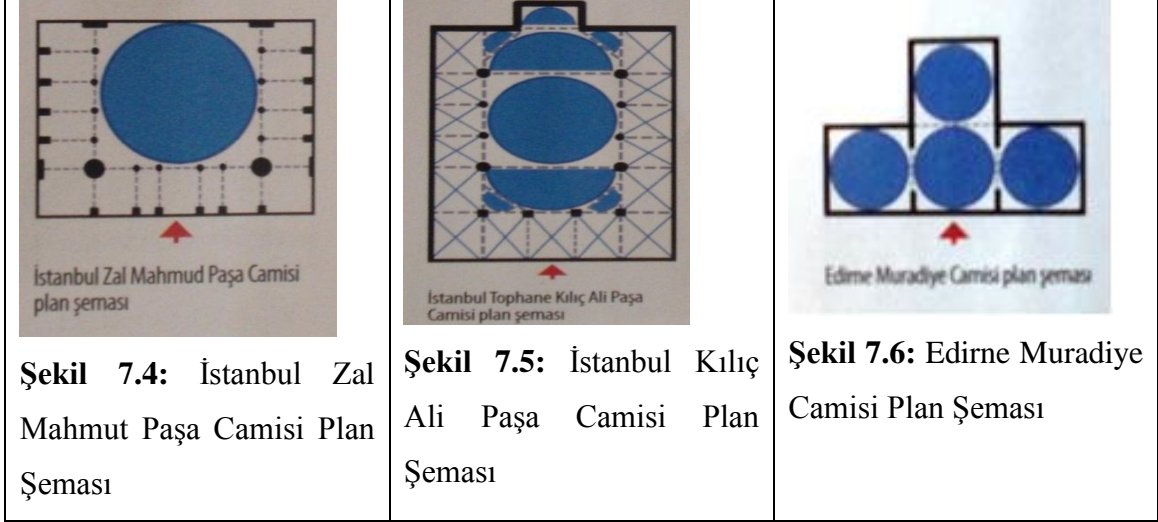 İstanbul Zal Mahmud Paşa Camisi
plan şeması
Şekil 7.4: İstanbul Zal
Mahmut Paşa Camisi Plan
Şeması
İstanbul Tophane Kılıç Ali Paşa
Camisi plan şeması
Şekil 7.5: İstanbul Kılıç
Ali Paşa Camisi Plan
Şeması
Edirne Muradiye Camisi plan şeması
Şekil 7.6: Edirne Muradiye
Camisi Plan Şeması